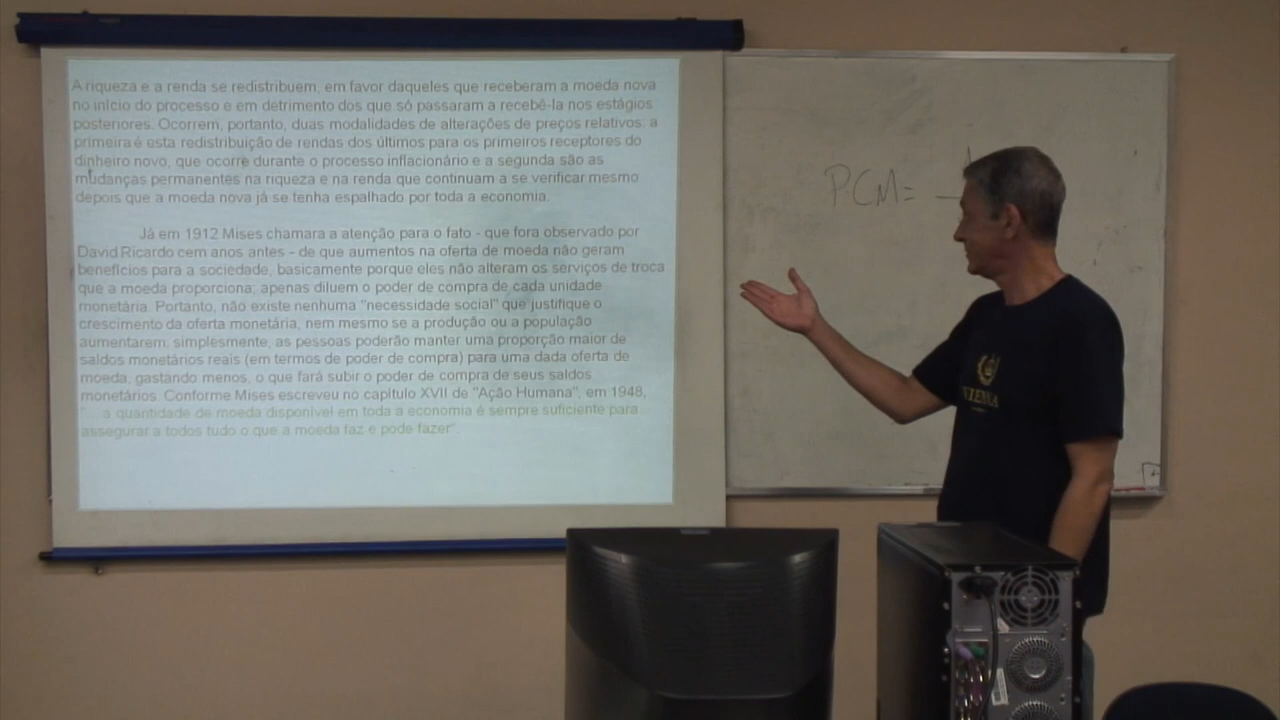 A riqueza e a renda se redistribuem, em favor daqueles que receberam a moeda nova
no início do processo e em detrimento dos que só passaram a recebê-la nos estágios
posteriores. Ocorrem, portanto, duas modalidades de alterações de preços relativos: a
primeira é esta redistribuição de rendas dos últimos para os primeiros receptores do
dinheiro novo, que ocorre durante o processo inflacionário e a segunda são as
mudanças permanentes na riqueza e na renda que continuam a se verificar mesmo
depois que a moeda nova já se tenha espalhado por toda a economia.
Já em 1912 Mises chamara a atenção para o fato - que fora observado por
David Ricardo cem anos antes - de que aumentos na oferta de moeda não geram
benefícios para a sociedade, basicamente porque eles não alteram os serviços de troca
que a moeda proporciona; apenas diluem o poder de compra de cada unidade
monetária. Portanto, não existe nenhuma "necessidade social" que justifique o
crescimento da oferta monetária, nem mesmo se a produção ou a população
aumentarem: simplesmente, as pessoas poderão manter uma proporção maior de
saldos monetários reais (em termos de poder de compra) para uma dada oferta de
moeda, gastando menos, o que fará subir o poder de compra de seus saldos
monetários. Conforme Mises escreveu no capítulo XVII de "Ação Humana", em 1948,
"... a quantidade de moeda disponível em toda a economia é sempre suficiente para
assegurar a todos tudo o que a moeda faz e pode fazer".
PCM=
VIENNA